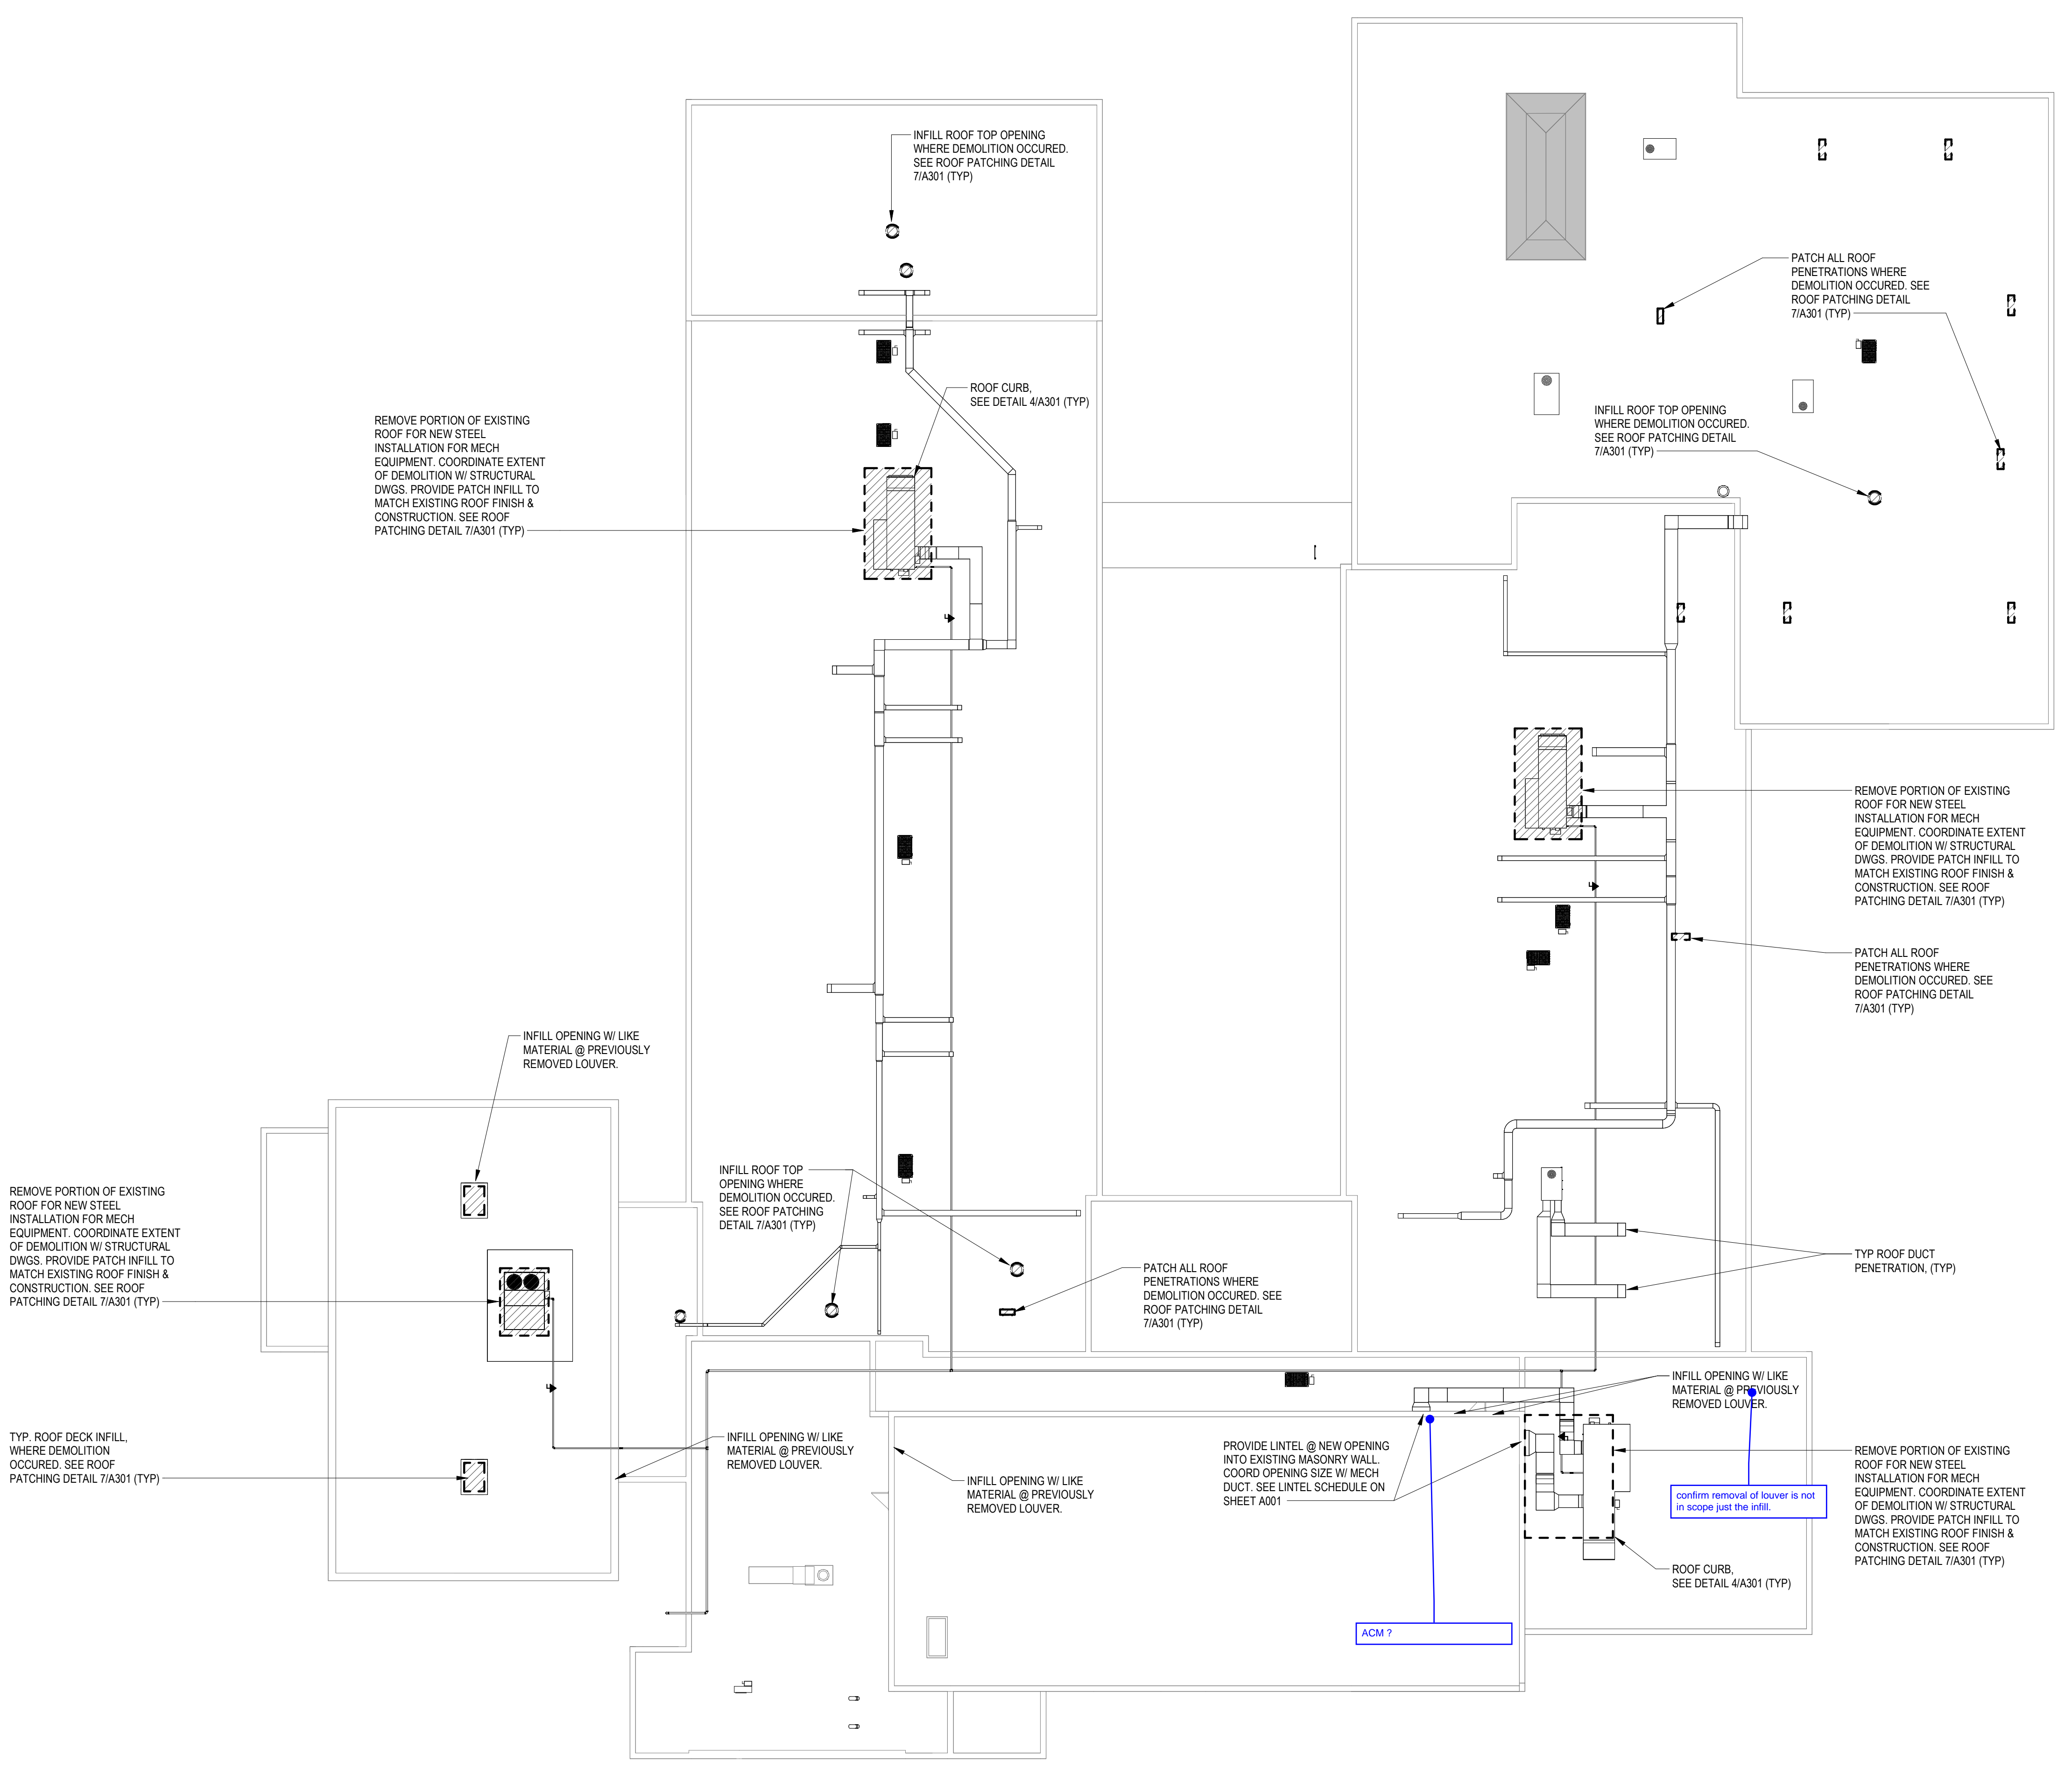 INFILL ROOF TOP OPENING
WHERE DEMOLITION OCCURED.
SEE ROOF PATCHING DETAIL
7/A301 (TYP)
PATCH ALL ROOF
PENETRATIONS WHERE
DEMOLITION OCCURED. SEE
ROOF PATCHING DETAIL
7/A301 (TYP)
ROOF CURB,
SEE DETAIL 4/A301 (TYP)
REMOVE PORTION OF EXISTING
ROOF FOR NEW STEEL
INSTALLATION FOR MECH
EQUIPMENT. COORDINATE EXTENT
OF DEMOLITION W/ STRUCTURAL
DWGS. PROVIDE PATCH INFILL TO
MATCH EXISTING ROOF FINISH &
CONSTRUCTION. SEE ROOF
PATCHING DETAIL 7/A301 (TYP)
INFILL ROOF TOP OPENING
WHERE DEMOLITION OCCURED.
SEE ROOF PATCHING DETAIL
7/A301 (TYP)
REMOVE PORTION OF EXISTING
ROOF FOR NEW STEEL
INSTALLATION FOR MECH
EQUIPMENT. COORDINATE EXTENT
OF DEMOLITION W/ STRUCTURAL
DWGS. PROVIDE PATCH INFILL TO
MATCH EXISTING ROOF FINISH &
CONSTRUCTION. SEE ROOF
PATCHING DETAIL 7/A301 (TYP)
PATCH ALL ROOF
PENETRATIONS WHERE
DEMOLITION OCCURED. SEE
ROOF PATCHING DETAIL
7/A301 (TYP)
INFILL OPENING W/ LIKE
MATERIAL @ PREVIOUSLY
REMOVED LOUVER.
REMOVE PORTION OF EXISTING
ROOF FOR NEW STEEL
INSTALLATION FOR MECH
EQUIPMENT. COORDINATE EXTENT
OF DEMOLITION W/ STRUCTURAL
DWGS. PROVIDE PATCH INFILL TO
MATCH EXISTING ROOF FINISH &
CONSTRUCTION. SEE ROOF
PATCHING DETAIL 7/A301 (TYP)
INFILL ROOF TOP
OPENING WHERE
DEMOLITION OCCURED.
SEE ROOF PATCHING
DETAIL 7/A301 (TYP)
PATCH ALL ROOF
PENETRATIONS WHERE
DEMOLITION OCCURED. SEE
ROOF PATCHING DETAIL
7/A301 (TYP)
TYP ROOF DUCT
PENETRATION, (TYP)
INFILL OPENING W/ LIKE
MATERIAL @ PREVIOUSLY
REMOVED LOUVER.
TYP. ROOF DECK INFILL,
WHERE DEMOLITION
OCCURED. SEE ROOF
PATCHING DETAIL 7/A301 (TYP)
INFILL OPENING W/ LIKE
MATERIAL @ PREVIOUSLY
REMOVED LOUVER.
INFILL OPENING W/ LIKE
MATERIAL @ PREVIOUSLY
REMOVED LOUVER.
PROVIDE LINTEL @ NEW OPENING
INTO EXISTING MASONRY WALL.
COORD OPENING SIZE W/ MECH
DUCT. SEE LINTEL SCHEDULE ON
SHEET A001
REMOVE PORTION OF EXISTING
ROOF FOR NEW STEEL
INSTALLATION FOR MECH
EQUIPMENT. COORDINATE EXTENT
OF DEMOLITION W/ STRUCTURAL
DWGS. PROVIDE PATCH INFILL TO
MATCH EXISTING ROOF FINISH &
CONSTRUCTION. SEE ROOF
PATCHING DETAIL 7/A301 (TYP)
confirm removal of louver is not
in scope just the infill.
ROOF CURB,
SEE DETAIL 4/A301 (TYP)
ACM ?